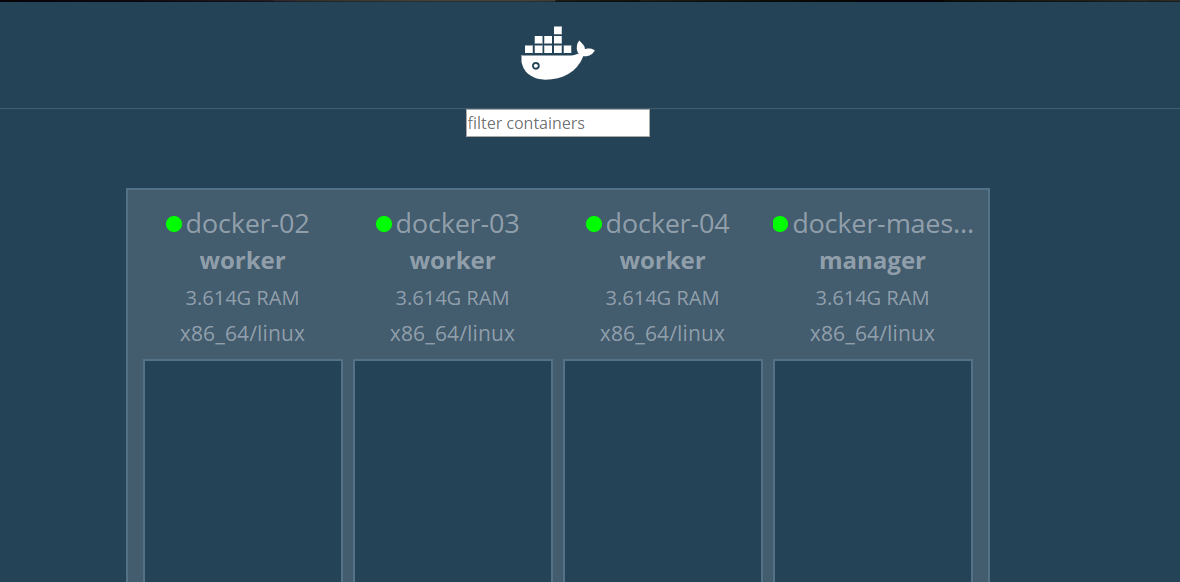 filter containers
docker-02
worker
3.614G RAM
x86_64/linux
docker-03
worker
3.614G RAM
x86_64/linux
docker-04
worker
3.614G RAM
x86_64/linux
docker-maes...
manager
3.614G RAM
x86_64/linux